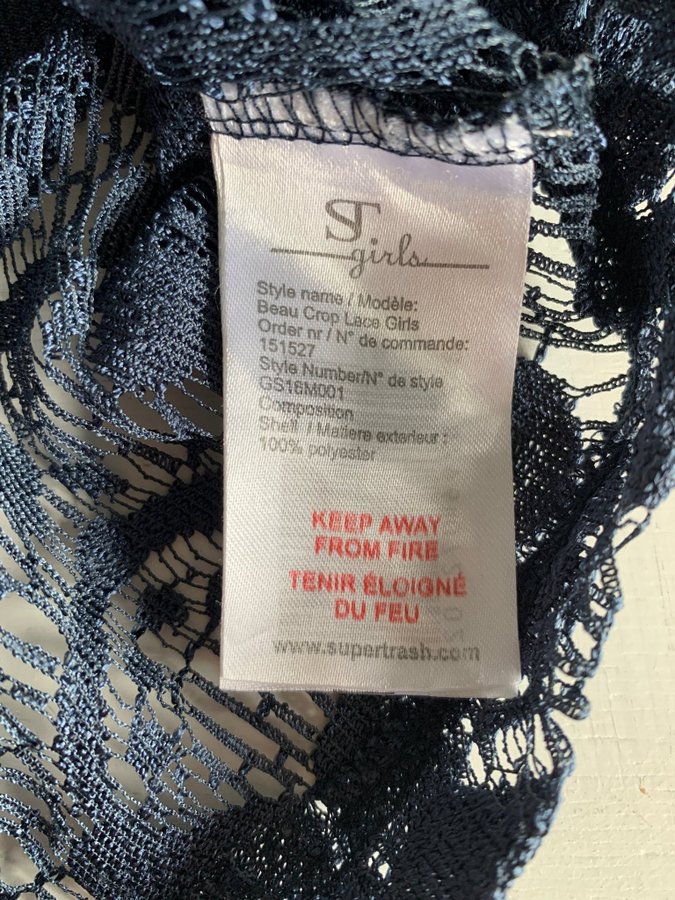 ST
girls
Style name / Modèle:
Beau Crop Lace Girls
Order nr / N° de commande:
151527
Style Number/N° de style
GS16M001
Composition
Shell / Matiere exterieur :
100% polyester
KEEP AWAY
FROM FIRE
TENIR ÉLOIGNÉ
DU FEU
www.supertrash.com